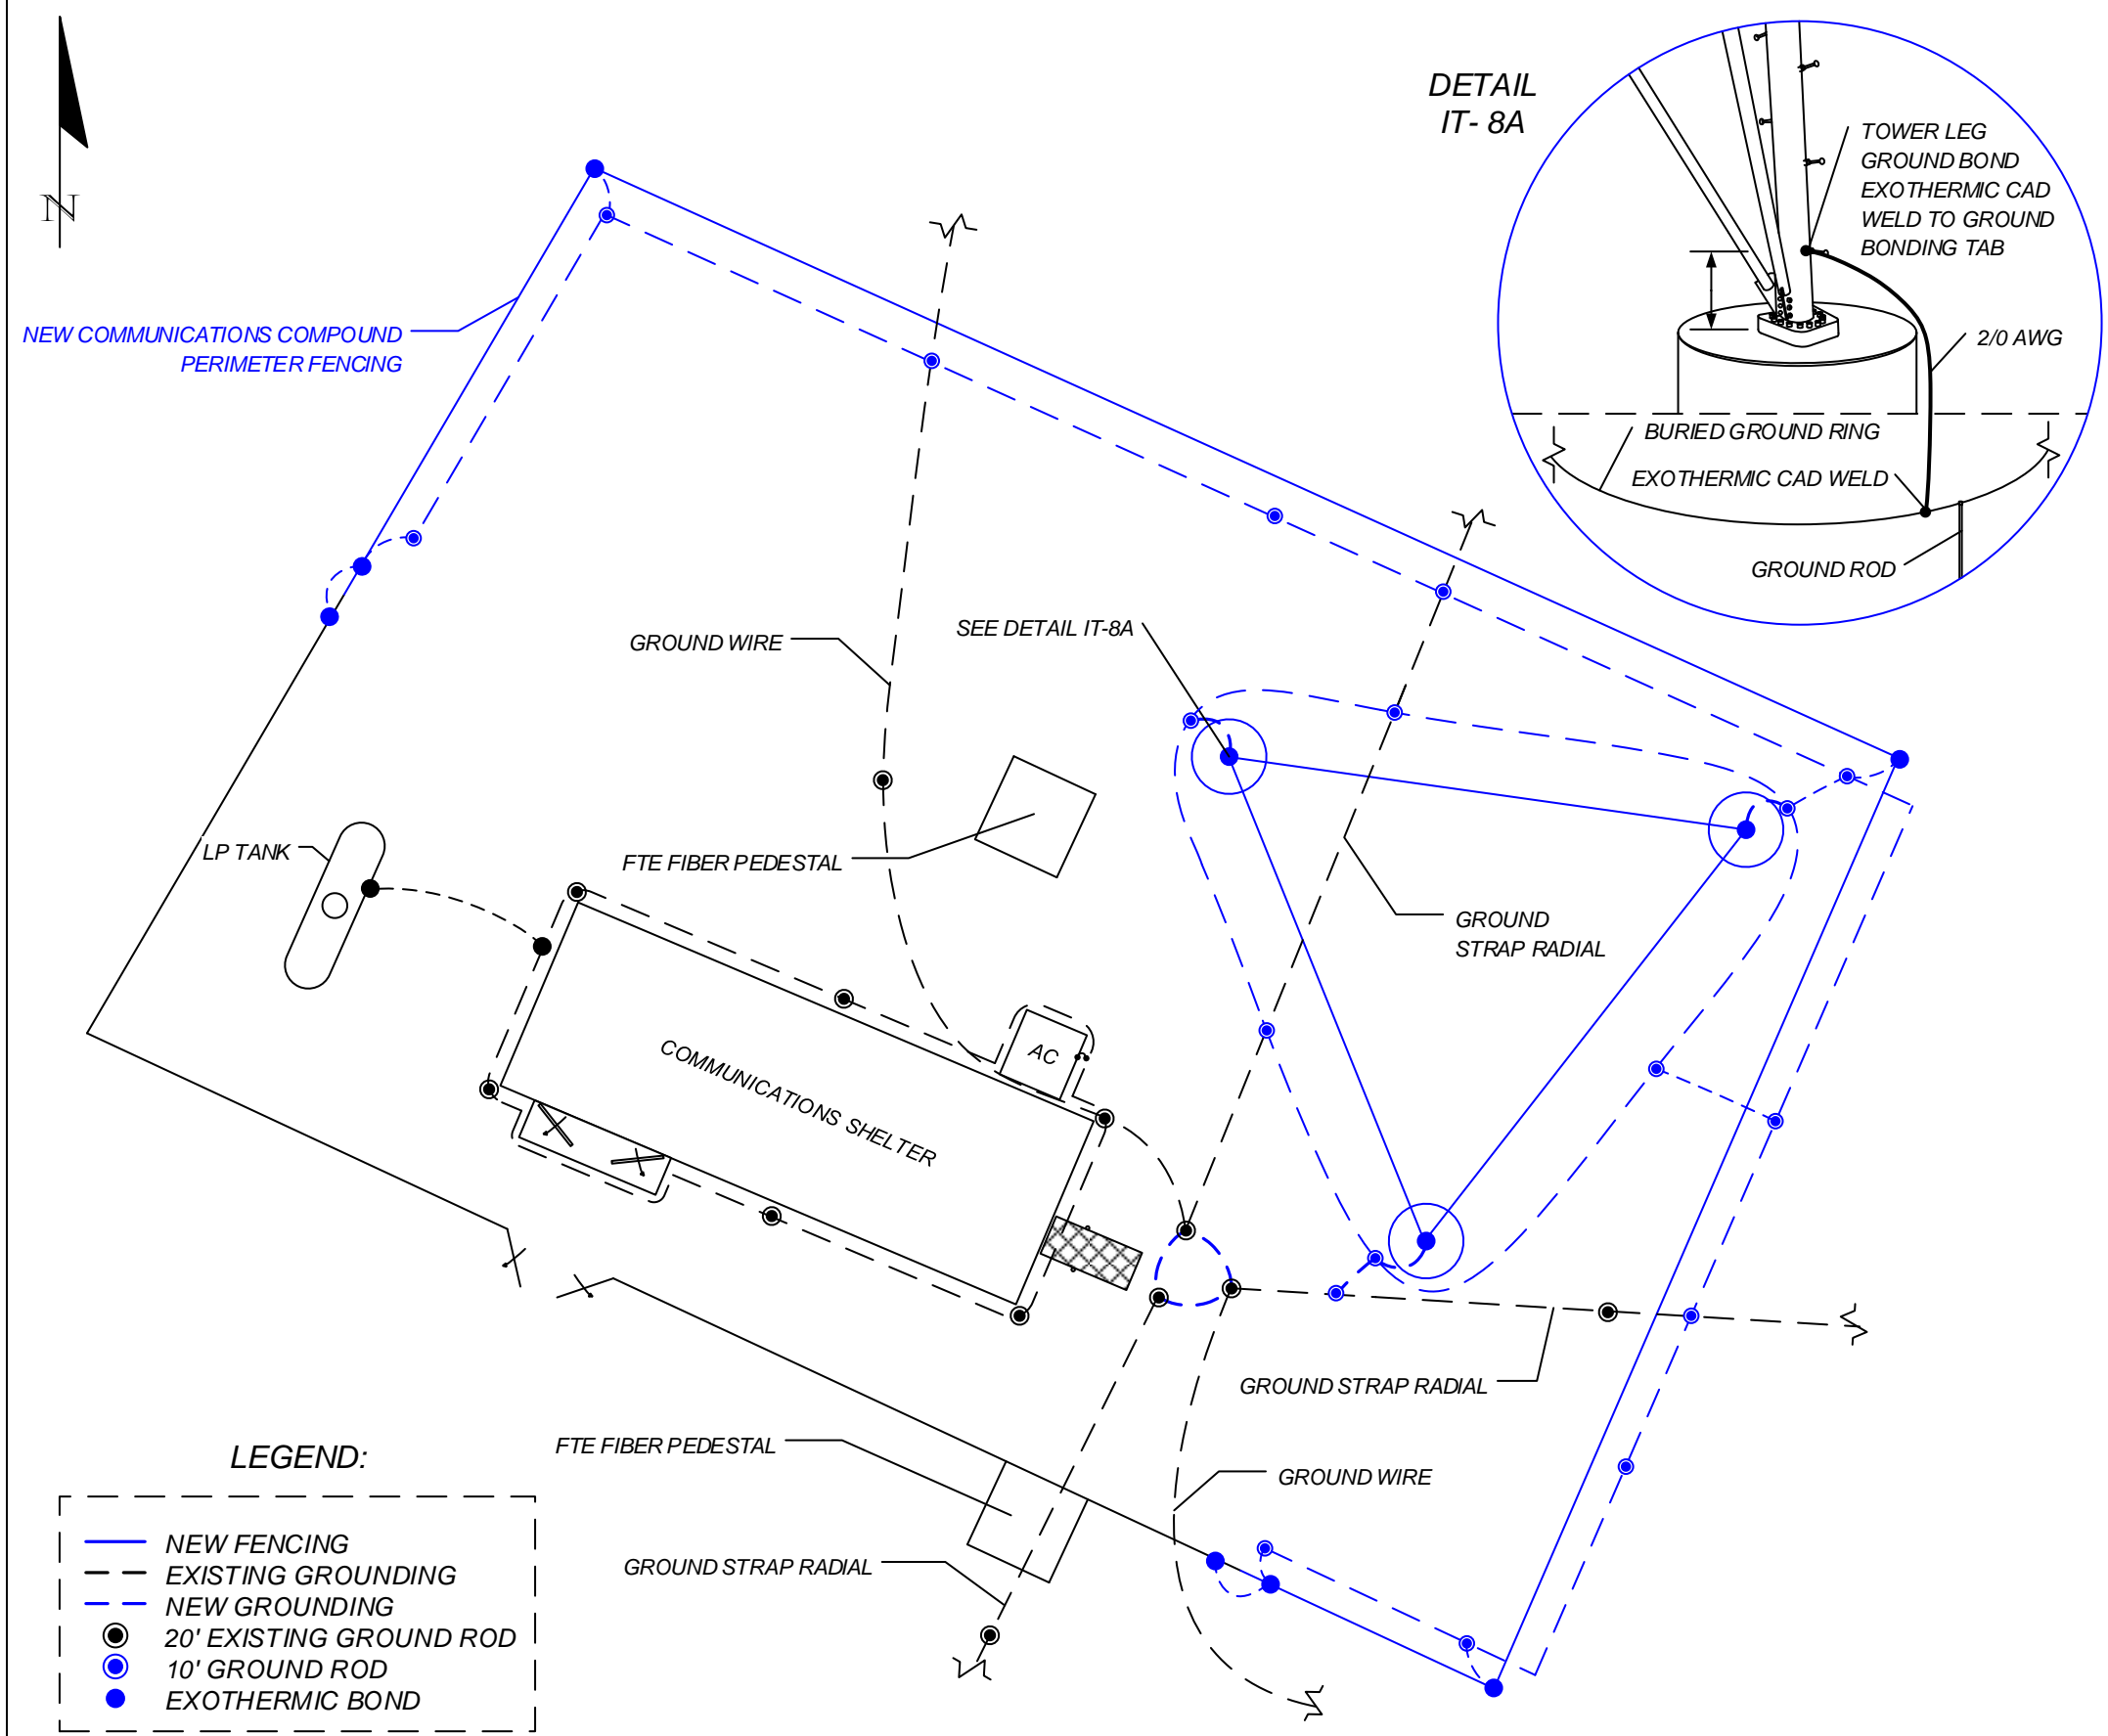 N
DETAIL
IT- 8A
TOWER LEG
GROUND BOND
EXOTHERMIC CAD
WELD TO GROUND
BONDING TAB
2/0 AWG
BURIED GROUND RING
EXOTHERMIC CAD WELD
GROUND ROD
NEW COMMUNICATIONS COMPOUND
PERIMETER FENCING
GROUND WIRE
SEE DETAIL IT-8A
LP TANK
FTE FIBER PEDESTAL
GROUND
STRAP RADIAL
AC
COMMUNICATIONS SHELTER
GROUND STRAP RADIAL
FTE FIBER PEDESTAL
GROUND WIRE
GROUND STRAP RADIAL
LEGEND:
NEW FENCING
EXISTING GROUNDING
NEW GROUNDING
20' EXISTING GROUND ROD
10' GROUND ROD
EXOTHERMIC BOND